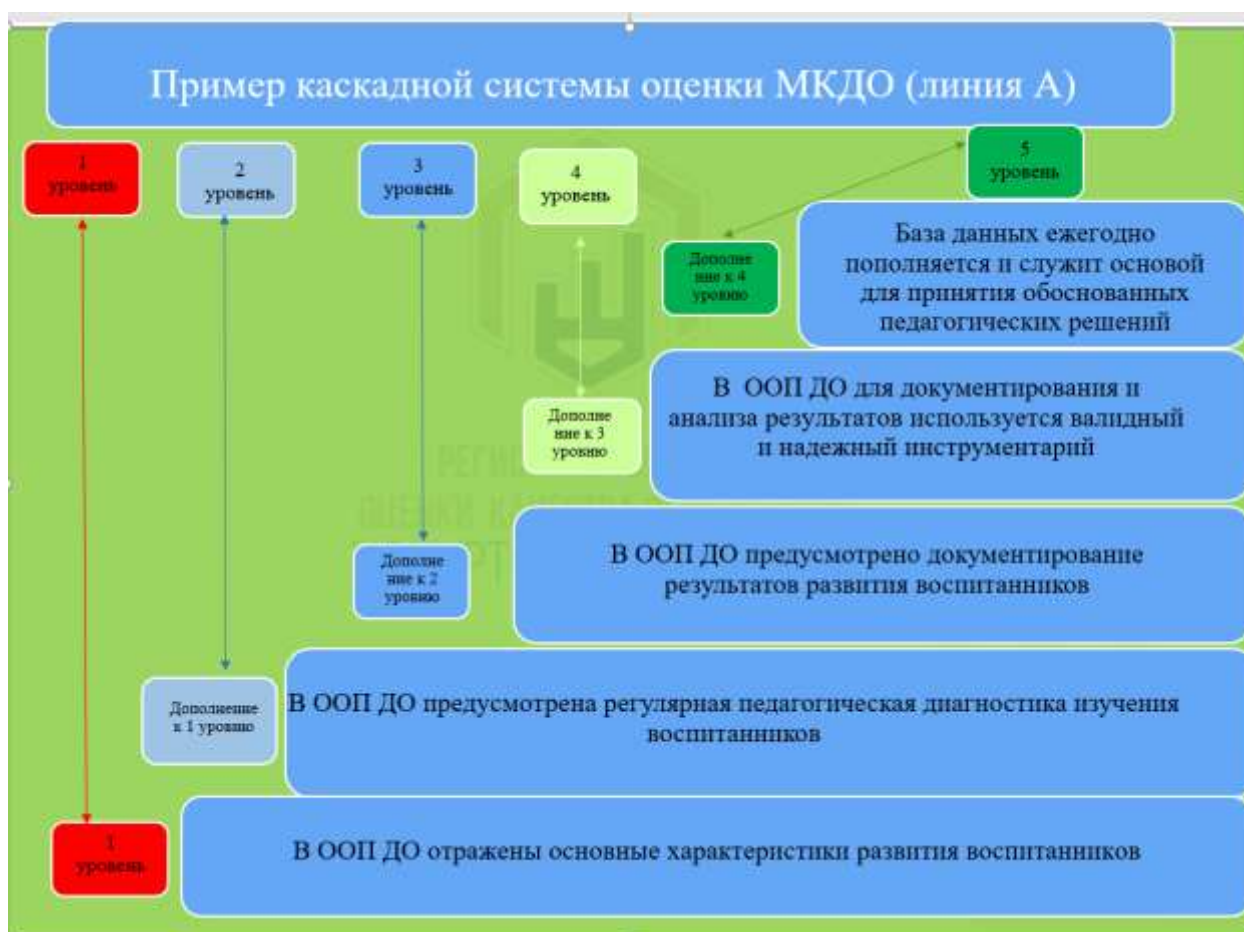 Пример каскадной системы оценки МКДО (линия А)
1
уровень
2
уровень
3
уровень
4
уровень
5
уровень
База данных ежегодно
пополняется и служит основой
для принятия обоснованных
педагогических решений
Дополне
ние к 4
уровню
В ООП ДО для документирования и
анализа результатов используется валидный
и надежный инструментарий
Дополне
ние к 3
уровню
В ООП ДО предусмотрено документирование
результатов развития воспитанников
Дополне
ние к 2
уровню
В ООП ДО предусмотрена регулярная педагогическая диагностика изучения
воспитанников
Дополнение
к 1 уровню
В ООП ДО отражены основные характеристики развития воспитанников
1
уровень